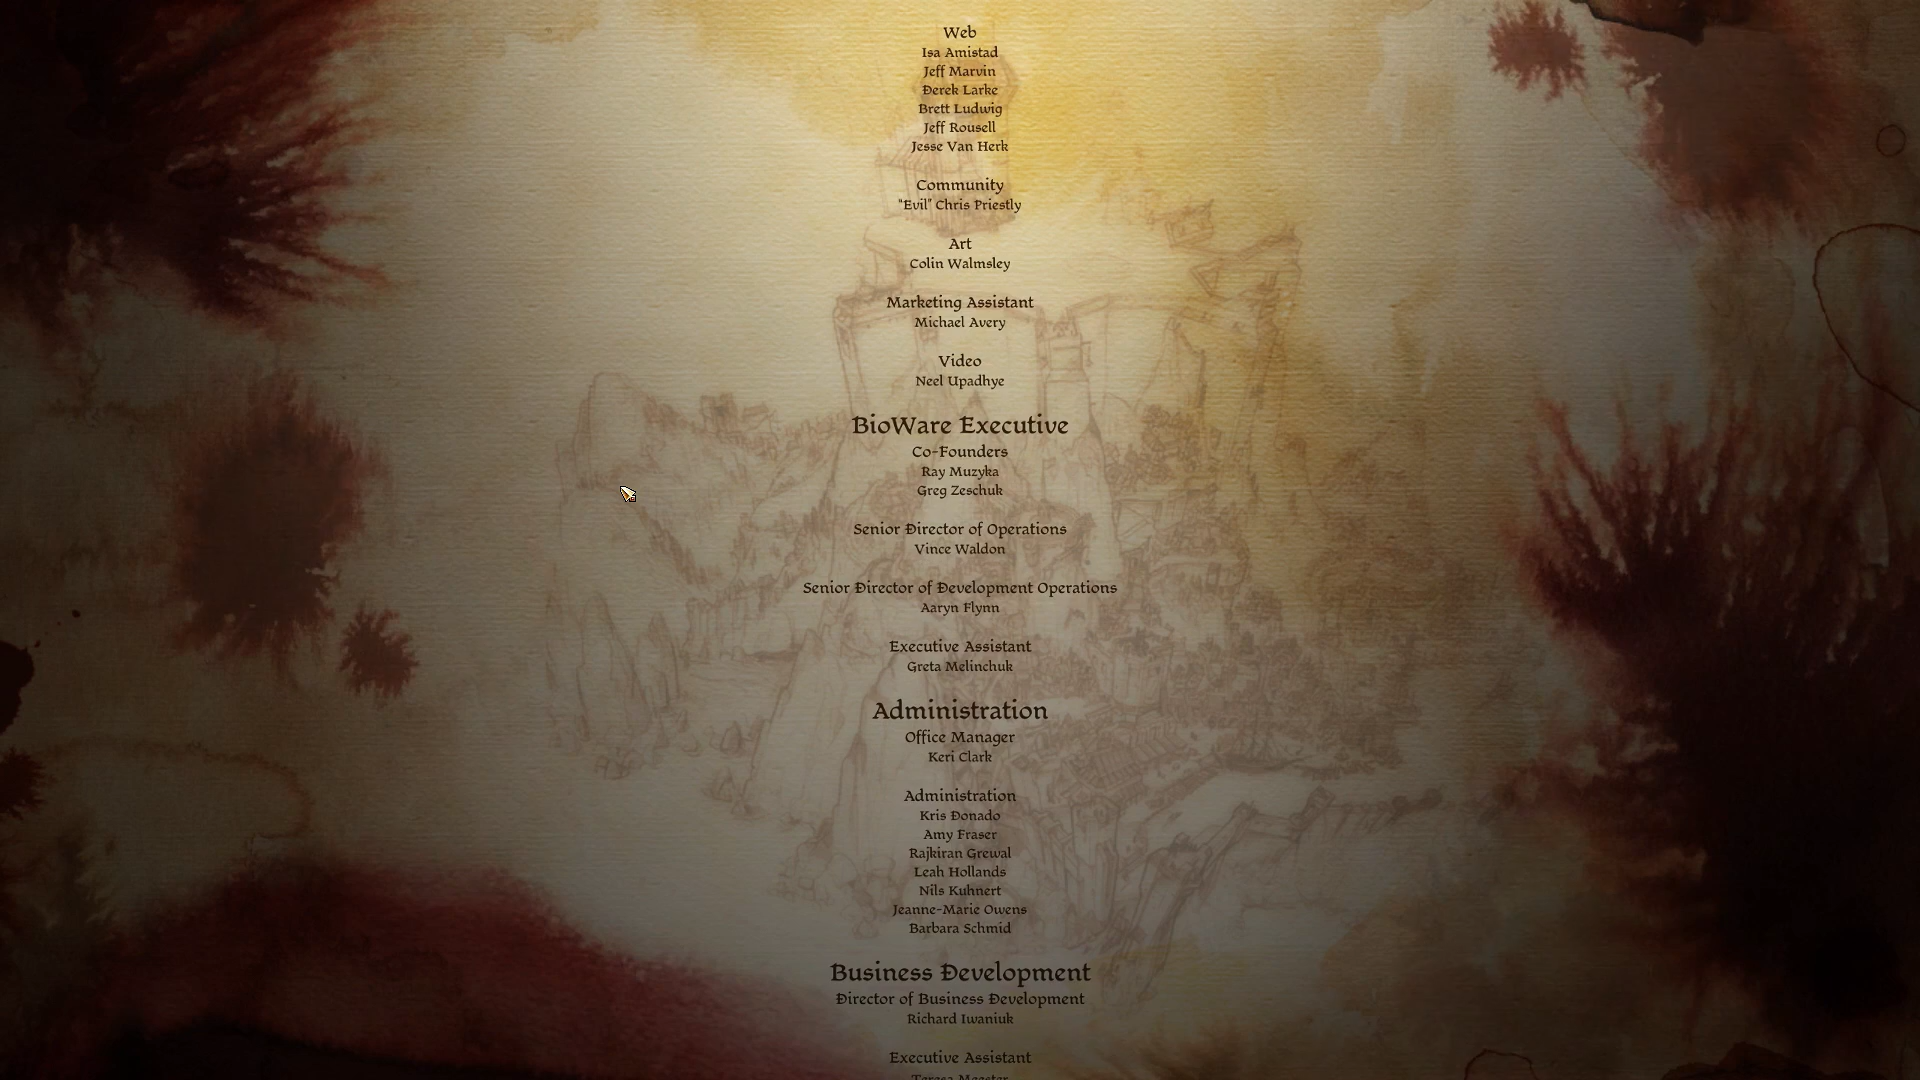 Web
Isa Amistad
Jeff Marvin
Derek Larke
Brett Ludwig
Jeff Rousell
Jesse Van Herk
Community
"Evil" Chris Priestly
Art
Colin Walmsley
Marketing Assistant
Michael Avery
Video
Neel Upadhye
BioWare Executive
Co-Founders
Ray Muzyka
Greg Zeschuk
Senior Director of Operations
Vince Waldon
Senior Director of Development Operations
Aaryn Flynn
Executive Assistant
Greta Melinchuk
Administration
Office Manager
Keri Clark
Administration
Kris Donado
Amy Fraser
Rajkiran Grewal
Leah Hollands
Nils Kuhnert
Jeanne-Marie Owens
Barbara Schmid
Business Development
Director of Business Development
Richard Iwaniuk
Executive Assistant